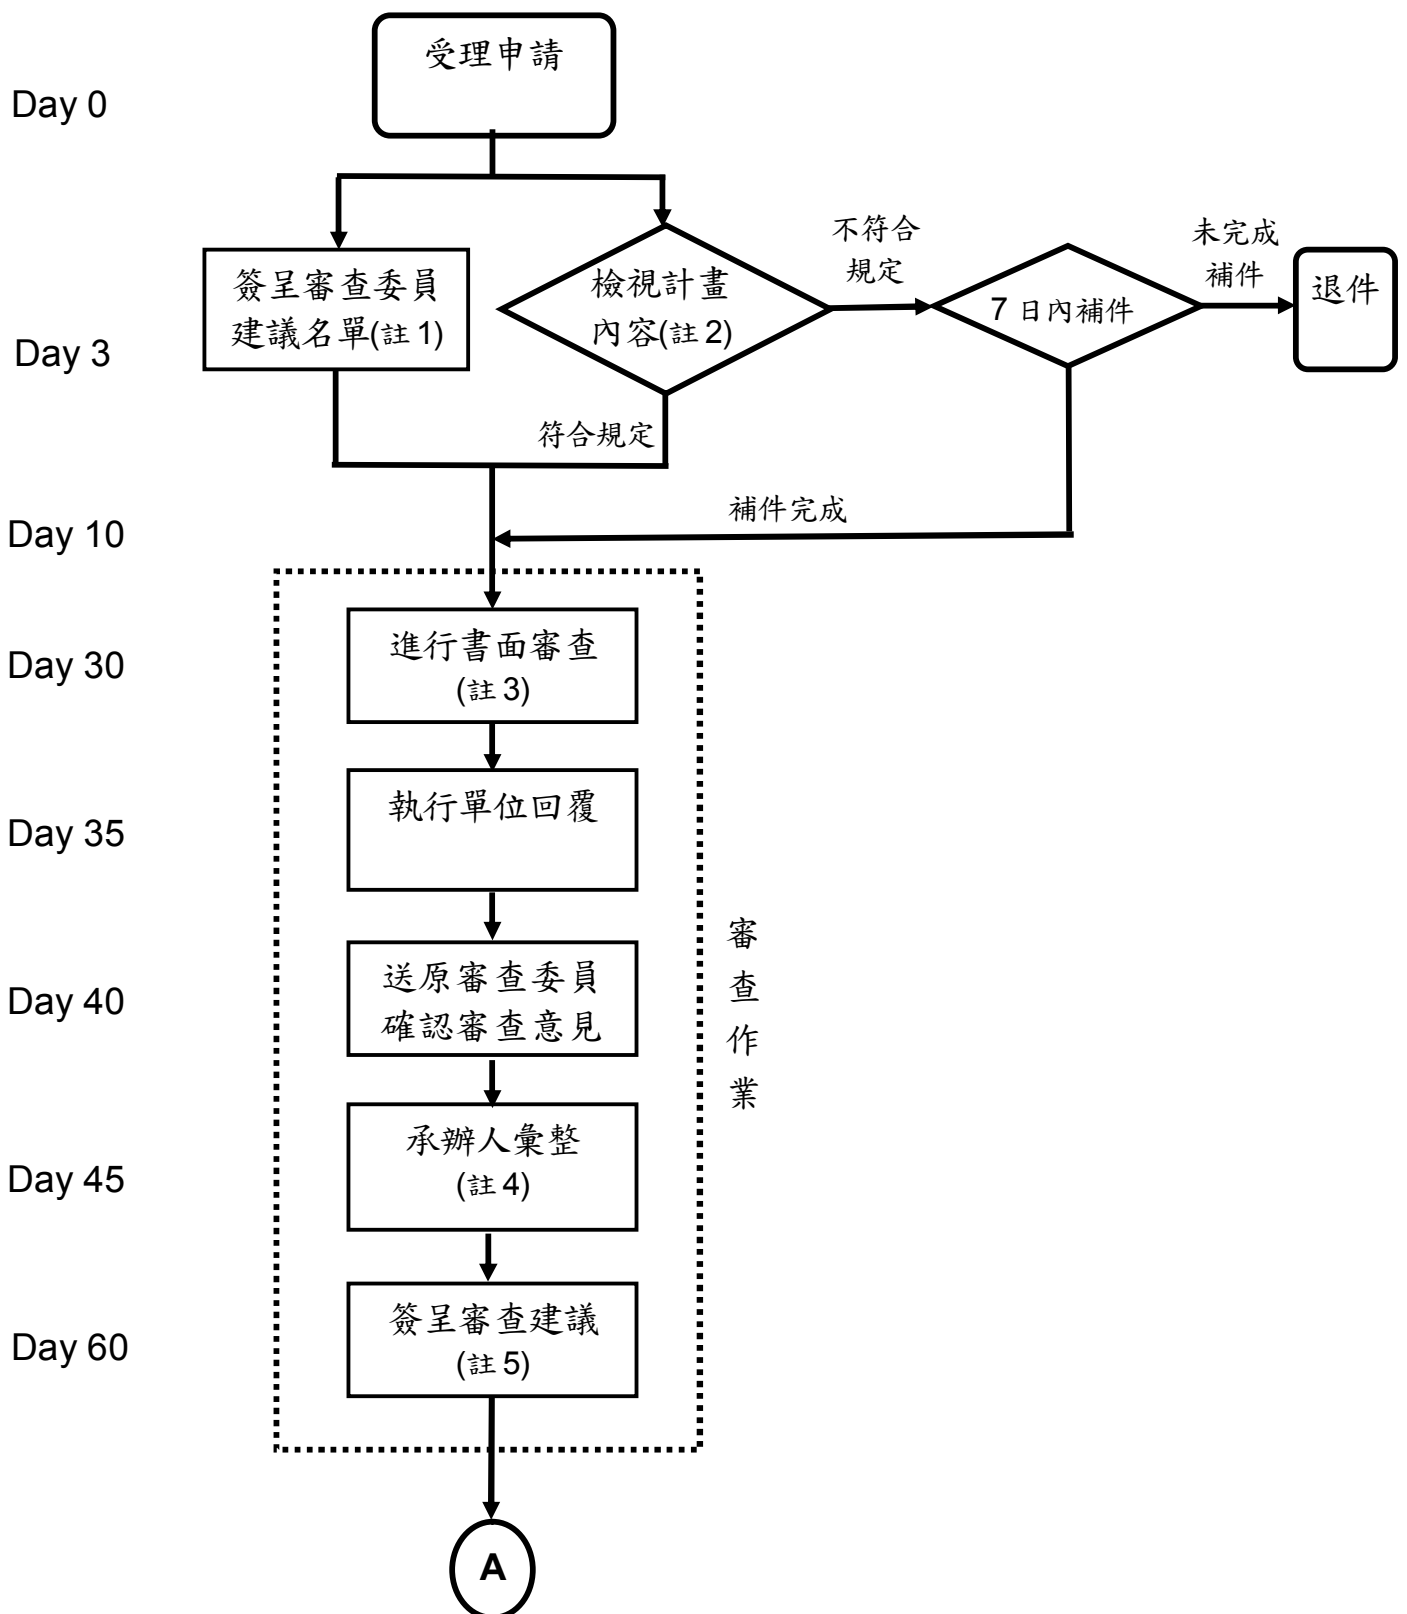 受理申請
Day 0
不符合
規定
未完成
補件
簽呈審查委員
建議名單(註 1)
檢視計畫
內容(註 2)
7 日內補件
退件
Day 3
符合規定
補件完成
Day 10
進行書面審查
(註 3)
Day 30
執行單位回覆
Day 35
送原審查委員
確認審查意見
Day 40
審
查
作
業
承辦人彙整
(註 4)
Day 45
簽呈審查建議
(註 5)
Day 60
A